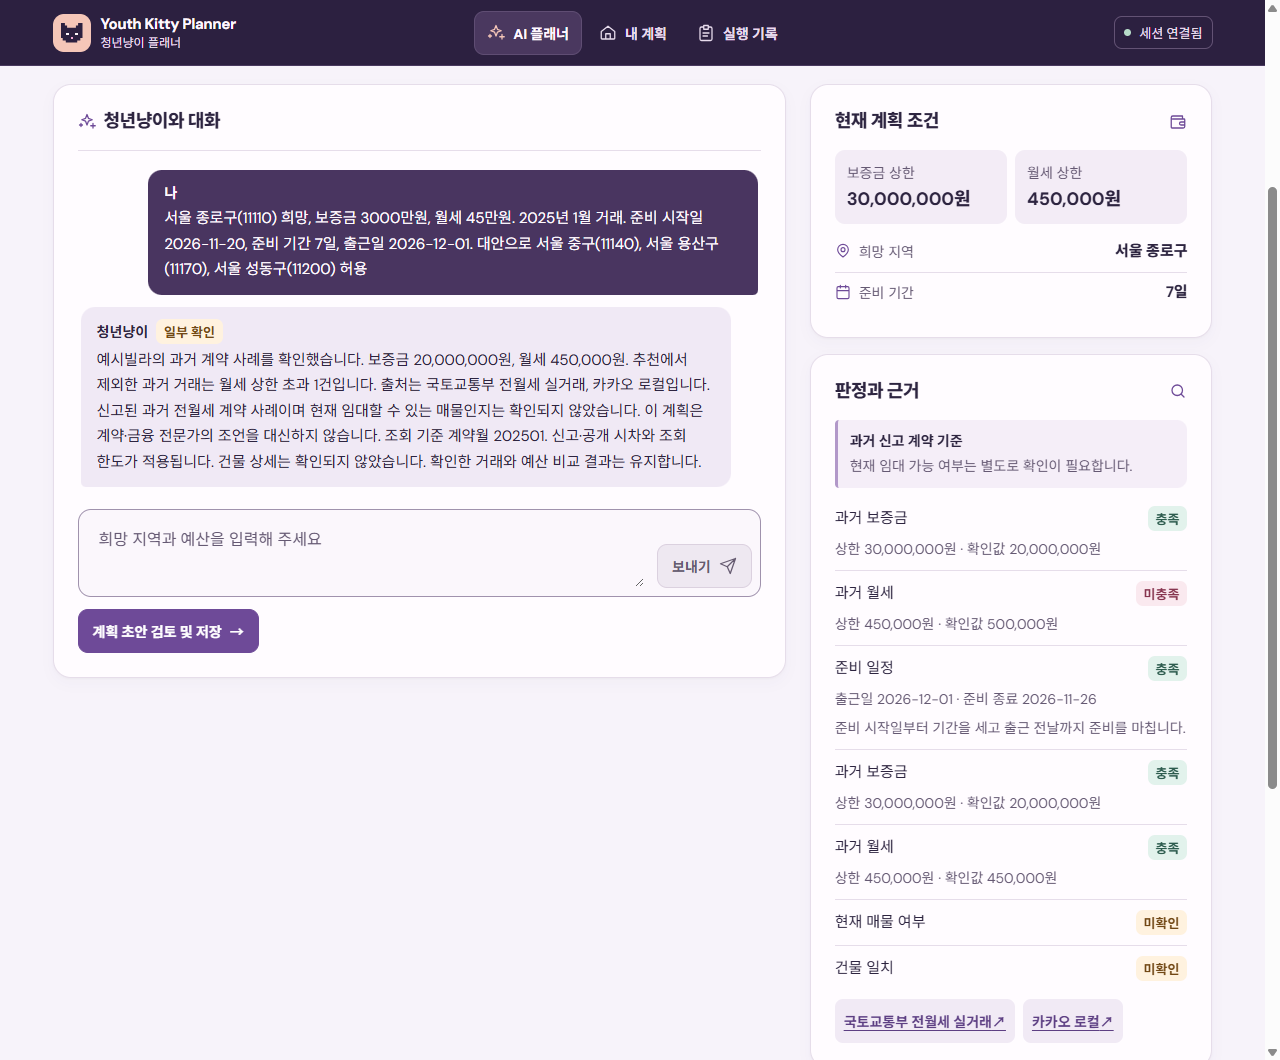 Youth Kitty Planner
청년냥이 플래너
AI 플래너
내 계획
실행 기록
세션 연결됨
청년냥이와 대화
나
서울 종로구(11110) 희망, 보증금 3000만원, 월세 45만원. 2025년 1월 거래. 준비 시작일
2026-11-20, 준비 기간 7일, 출근일 2026-12-01. 대안으로 서울 중구(11140), 서울 용산구
(11170), 서울 성동구(11200) 허용
청년냥이 일부 확인
예시빌라의 과거 계약 사례를 확인했습니다. 보증금 20,000,000원, 월세 450,000원. 추천에서
제외한 과거 거래는 월세 상한 초과 1건입니다. 출처는 국토교통부 전월세 실거래, 카카오 로컬입니다.
신고된 과거 전월세 계약 사례이며 현재 임대할 수 있는 매물인지는 확인되지 않았습니다. 이 계획은
계약·금융 전문가의 조언을 대신하지 않습니다. 조회 기준 계약월 202501. 신고·공개 시차와 조회
한도가 적용됩니다. 건물 상세는 확인되지 않았습니다. 확인한 거래와 예산 비교 결과는 유지합니다.
희망 지역과 예산을 입력해 주세요
보내기
계획 초안 검토 및 저장 →
현재 계획 조건
보증금 상한
30,000,000원
월세 상한
450,000원
희망 지역 서울 종로구
준비 기간 7일
판정과 근거
과거 신고 계약 기준
현재 임대 가능 여부는 별도로 확인이 필요합니다.
과거 보증금 충족
상한 30,000,000원 · 확인값 20,000,000원
과거 월세 미충족
상한 450,000원 · 확인값 500,000원
준비 일정 충족
출근일 2026-12-01 · 준비 종료 2026-11-26
준비 시작일부터 기간을 세고 출근 전날까지 준비를 마칩니다.
과거 보증금 충족
상한 30,000,000원 · 확인값 20,000,000원
과거 월세 충족
상한 450,000원 · 확인값 450,000원
현재 매물 여부 미확인
건물 일치 미확인
국토교통부 전월세 실거래↗ 카카오 로컬↗